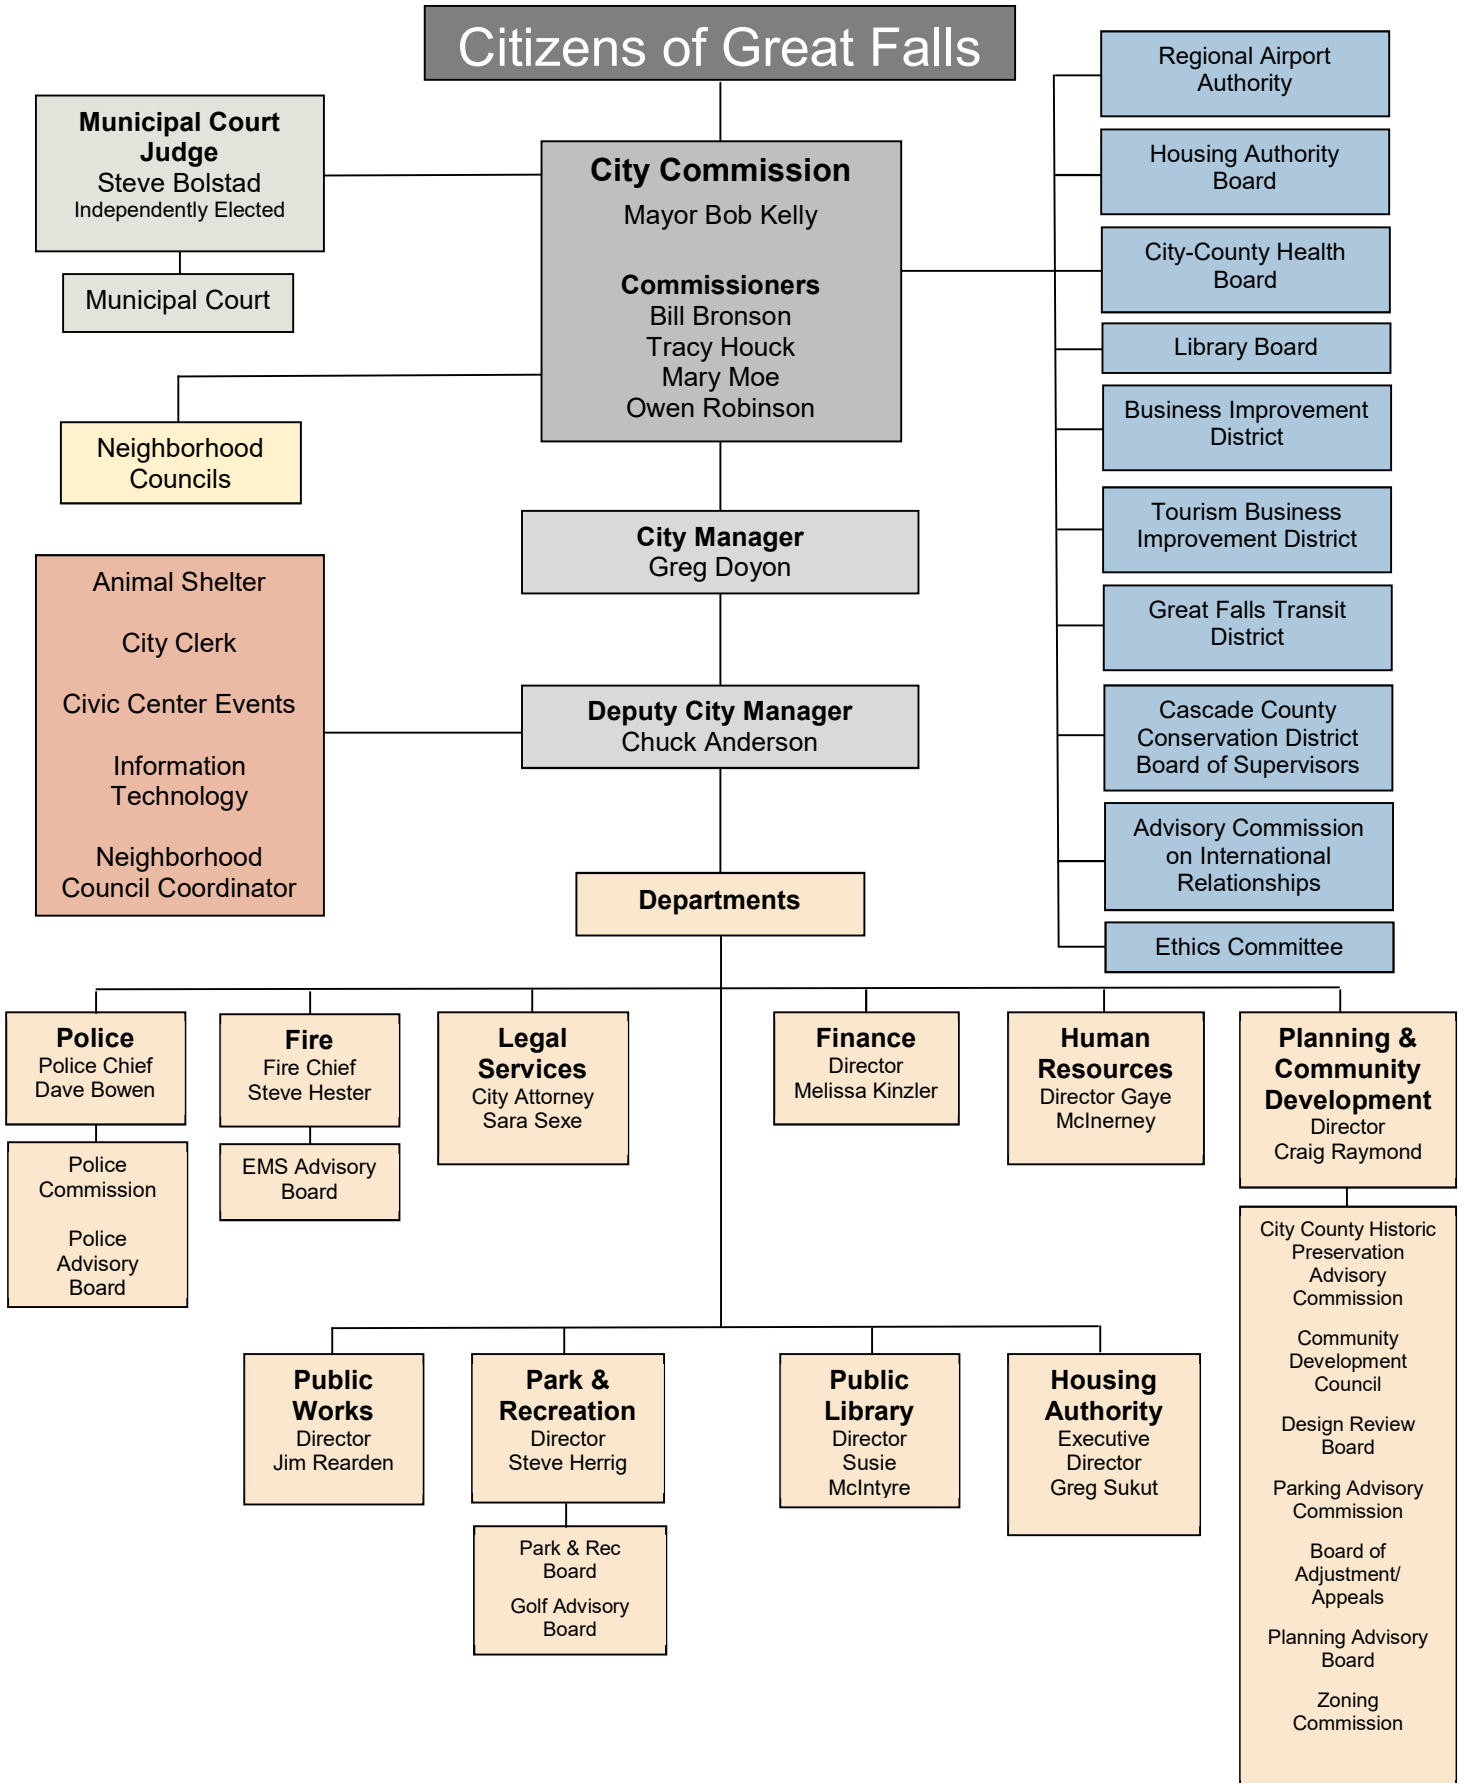 Citizens of Great Falls
Municipal Court
Judge
Steve Bolstad
Independently Elected
Municipal Court
Neighborhood
Councils
City Commission
Mayor Bob Kelly
Commissioners
Bill Bronson
Tracy Houck
Mary Moe
Owen Robinson
Regional Airport
Authority
Housing Authority
Board
City-County Health
Board
Library Board
Business Improvement
District
Tourism Business
Improvement District
Great Falls Transit
District
Cascade County
Conservation District
Board of Supervisors
Advisory Commission
on International
Relationships
Ethics Committee
City Manager
Greg Doyon
Animal Shelter
City Clerk
Civic Center Events
Information
Technology
Neighborhood
Council Coordinator
Deputy City Manager
Chuck Anderson
Departments
Police
Police Chief
Dave Bowen
Police
Commission
Police
Advisory
Board
Fire
Fire Chief
Steve Hester
EMS Advisory
Board
Legal
Services
City Attorney
Sara Sexe
Finance
Director
Melissa Kinzler
Human
Resources
Director Gaye
McInerney
Planning &
Community
Development
Director
Craig Raymond
City County Historic
Preservation
Advisory
Commission
Community
Development
Council
Design Review
Board
Parking Advisory
Commission
Board of
Adjustment/
Appeals
Planning Advisory
Board
Zoning
Commission
Public
Works
Director
Jim Rearden
Park &
Recreation
Director
Steve Herrig
Park & Rec
Board
Golf Advisory
Board
Public
Library
Director
Susie
McIntyre
Housing
Authority
Executive
Director
Greg Sukut